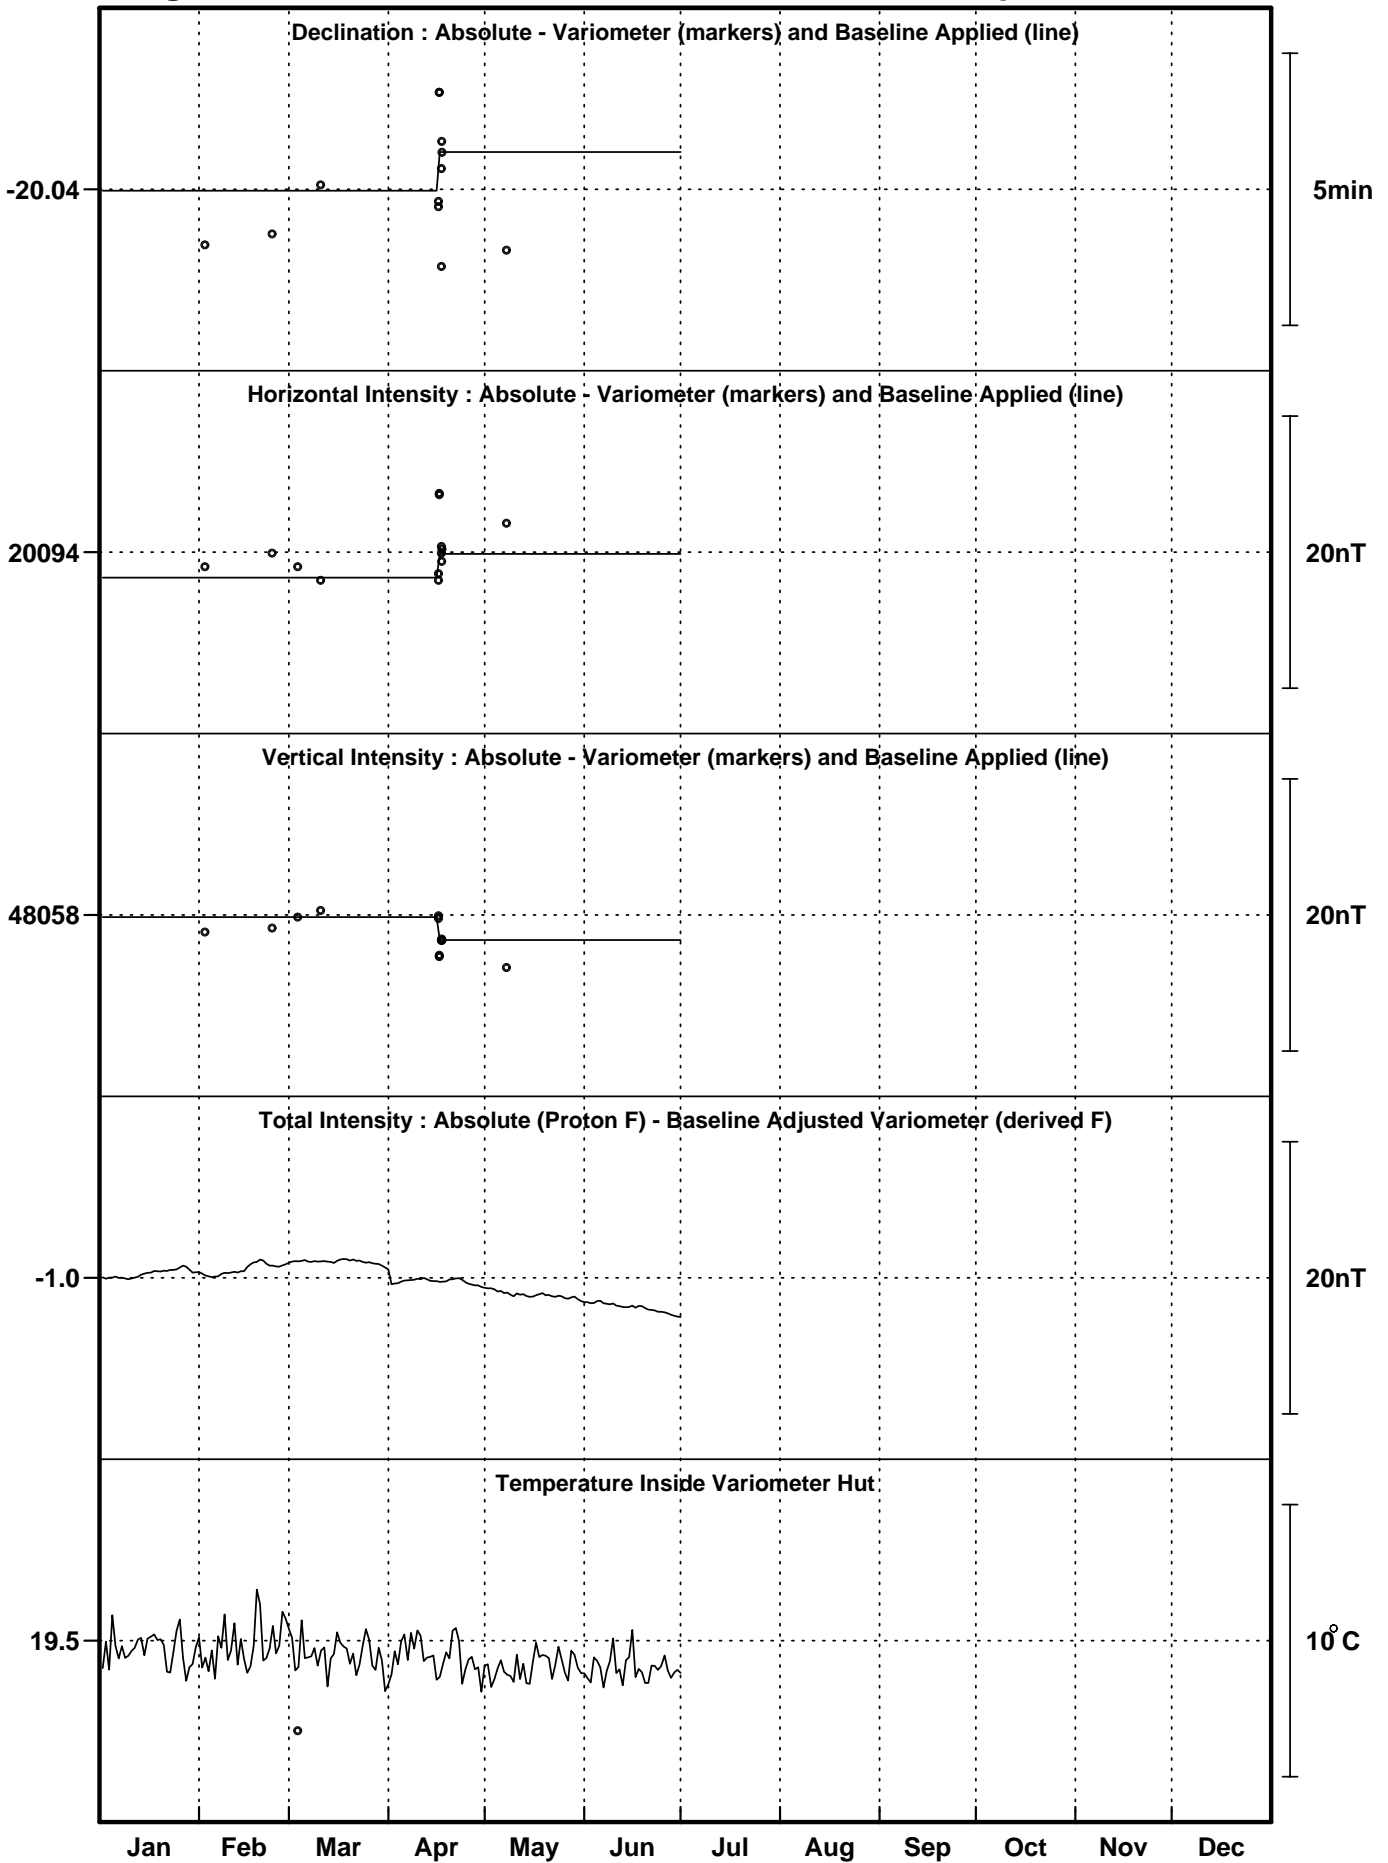 Declination : Absolute - Variometer (markers) and Baseline Applied (line)
-20.04
5min
Horizontal Intensity : Absolute - Variometer (markers) and Baseline Applied (line)
20094
20nT
Vertical Intensity : Absolute - Variometer (markers) and Baseline Applied (line)
48058
20nT
Total Intensity : Absolute (Proton F) - Baseline Adjusted Variometer (derived F)
-1.0
20nT
Temperature Inside Variometer Hut
19.5
10°C
Jan Feb Mar Apr May Jun Jul Aug Sep Oct Nov Dec